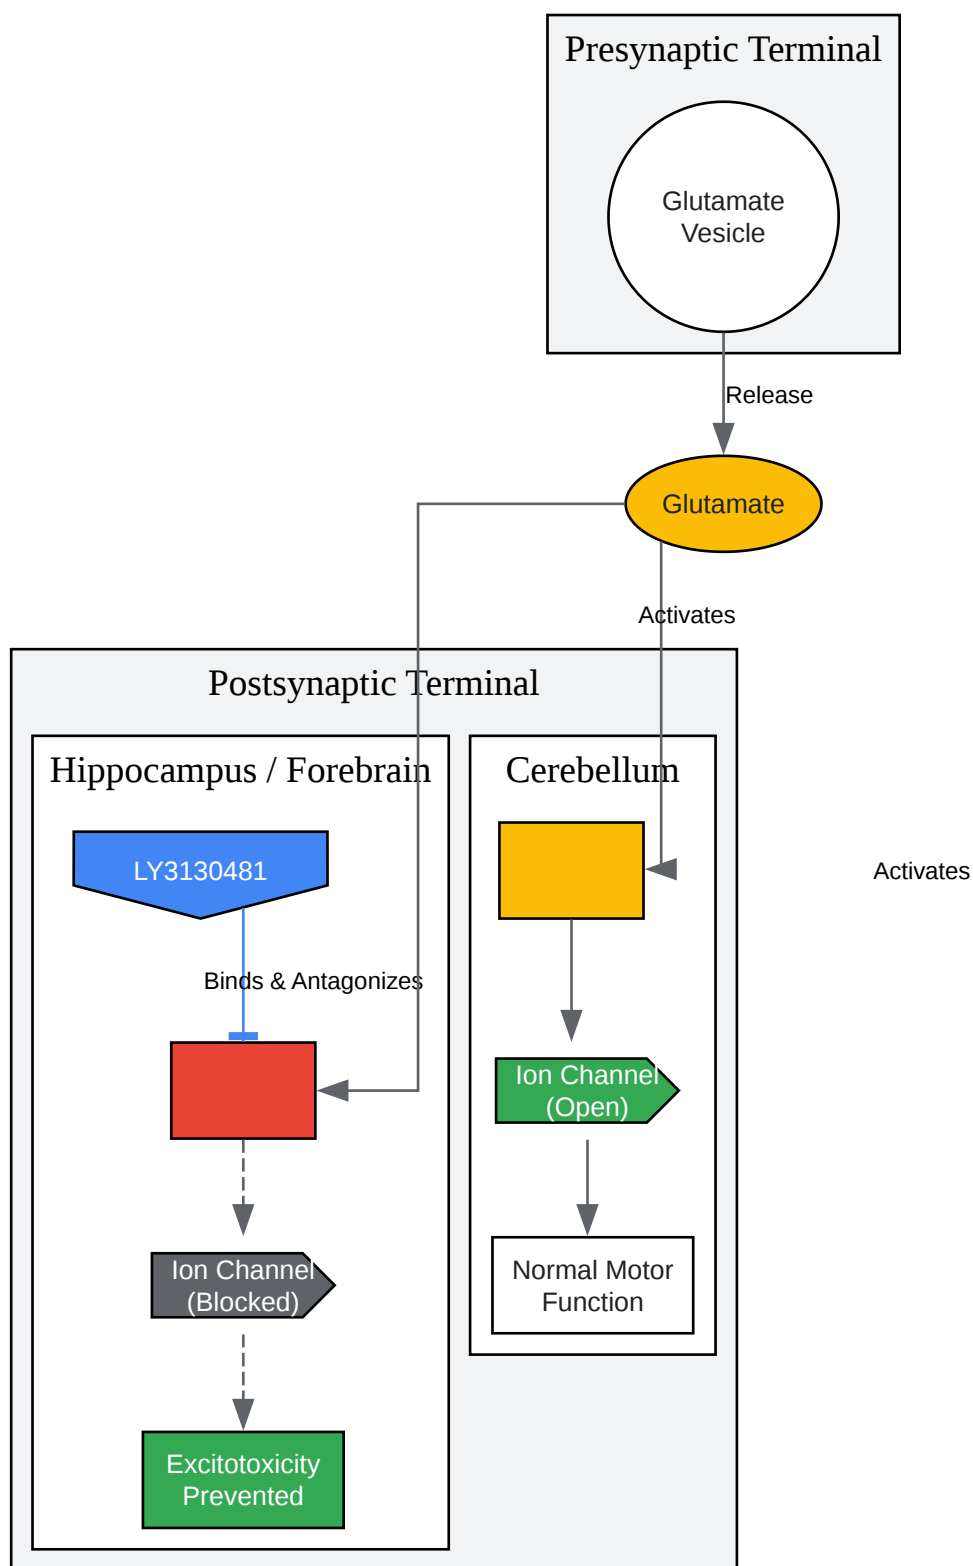 Presynaptic Terminal
Glutamate
Vesicle
Release
Glutamate
Activates
Postsynaptic Terminal
Hippocampus / Forebrain
Cerebellum
LY3130481
Activates
Binds & Antagonizes
Ion Channel
(Open)
Ion Channel
(Blocked)
Normal Motor
Function
Excitotoxicity
Prevented